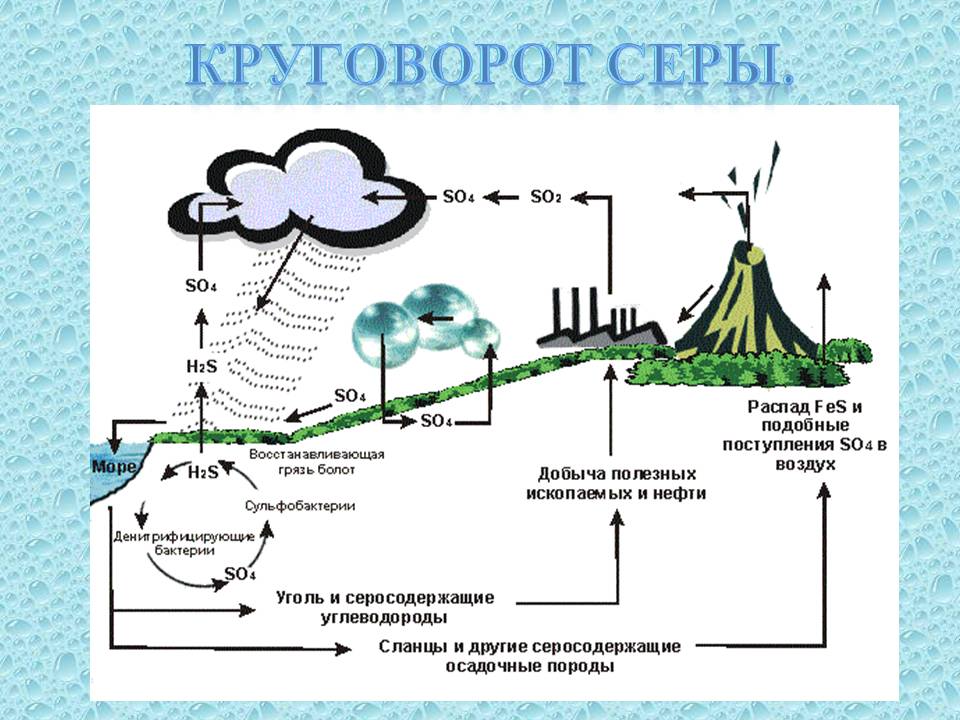 КРУГОВОРОТ СЕРЫ.
SO4
SO2
SO4
H2S
SO4
SO4
Распад FeS и
подобные
поступления SO4 в
воздух
Море
H2S
Восстанавливающая
грязь болот
Добыча полезных
ископаемых и нефти
Сульфобактерии
Денитрифицирующие
бактерии
SO4
Уголь и серосодержащие
углеводороды
Сланцы и другие серосодержащие
осадочные породы